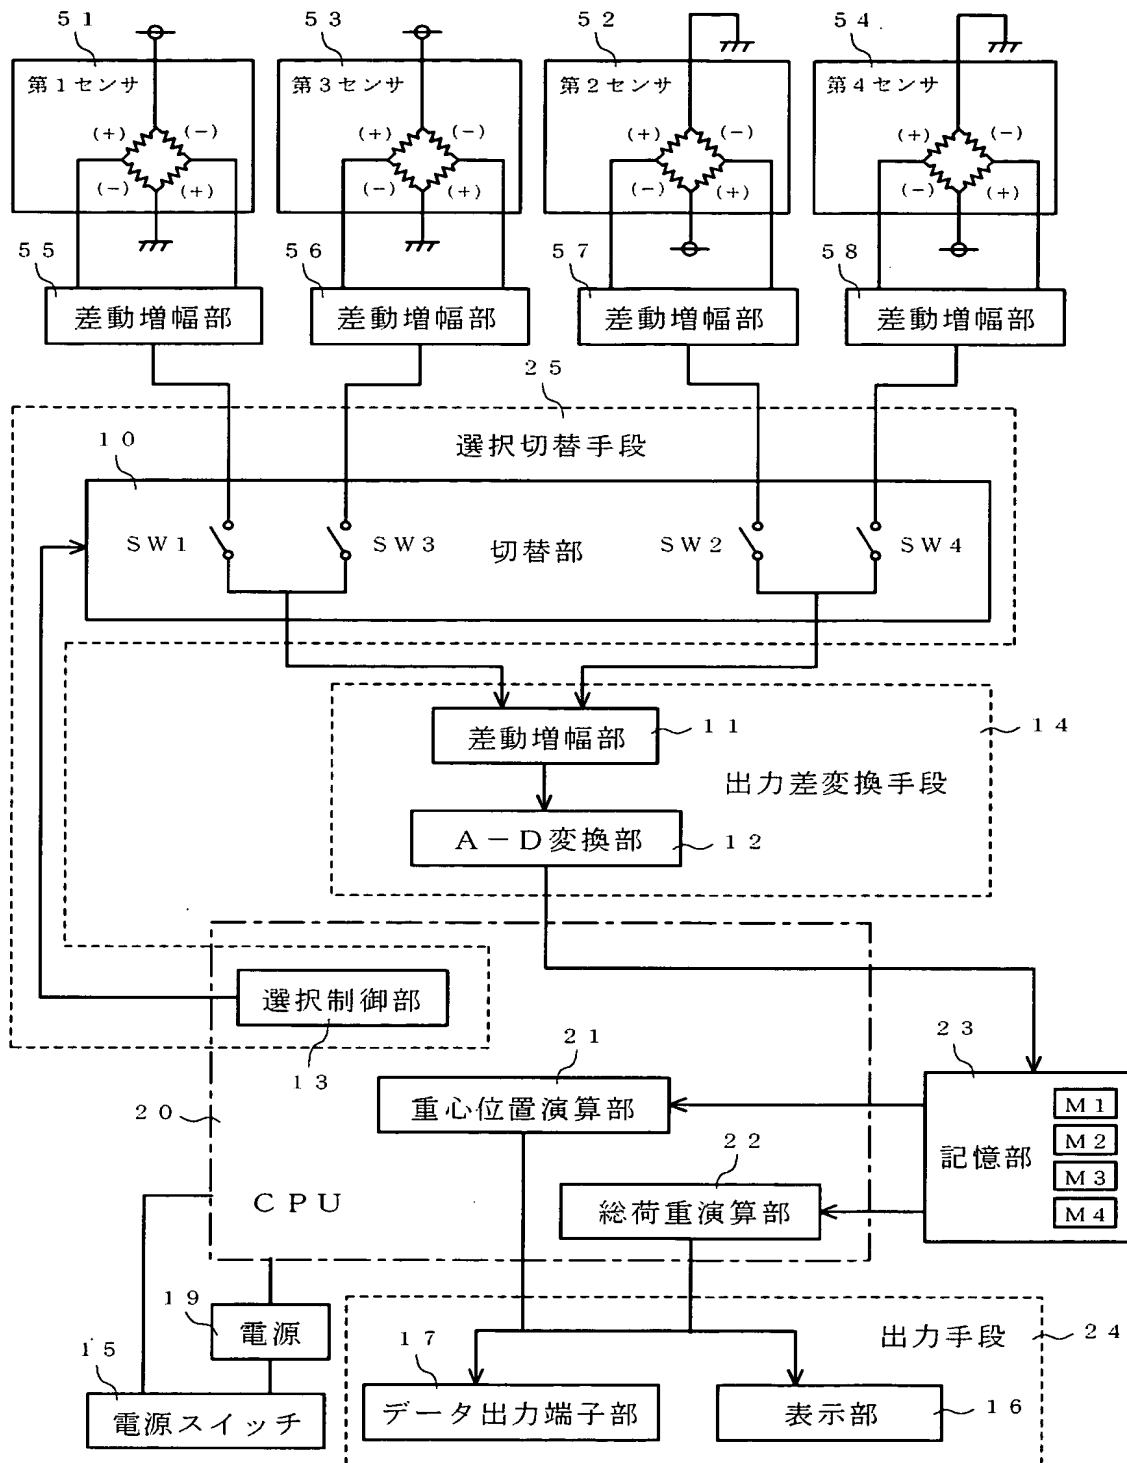 51
53
52
54
第1センサ
第3センサ
第2センサ
第4センサ
(+)
(-)
(+)
(-)
(+)
(-)
(+)
(-)
(-)
(+)
(-)
(+)
(-)
(+)
(-)
(+)
55
56
57
58
差動増幅部
差動増幅部
差動増幅部
差動増幅部
25
選択切替手段
10
SW1
SW3
切替部
SW2
SW4
差動増幅部
11
14
出力差変換手段
A-D変換部
12
選択制御部
13
21
23
20
重心位置演算部
M1
M2
記憶部
M3
M4
22
CPU
総荷重演算部
19
電源
15
電源スイッチ
17
出力手段
24
データ出力端子部
表示部
16